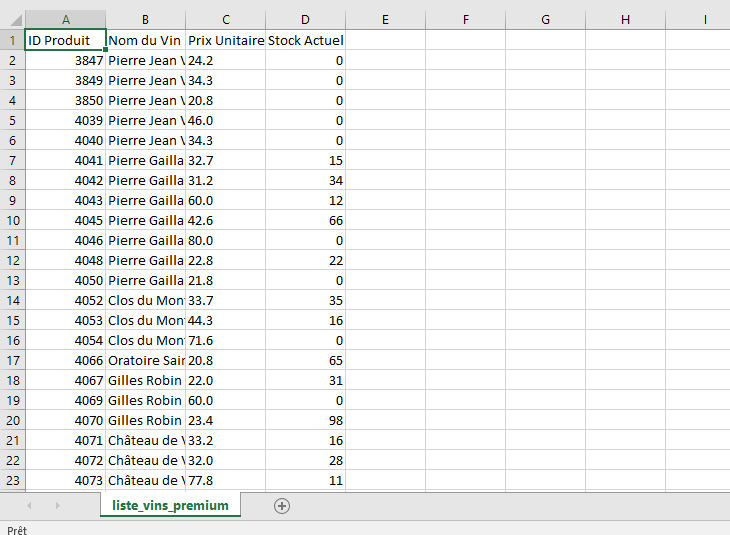 A B C D E F G H I
1 ID Produit Nom du Vin Prix Unitaire Stock Actuel
2 3847 Pierre Jean V 24.2 0
3 3849 Pierre Jean V 34.3 0
4 3850 Pierre Jean V 20.8 0
5 4039 Pierre Jean V 46.0 0
6 4040 Pierre Jean V 34.3 0
7 4041 Pierre Gailla 32.7 15
8 4042 Pierre Gailla 31.2 34
9 4043 Pierre Gailla 60.0 12
10 4045 Pierre Gailla 42.6 66
11 4046 Pierre Gailla 80.0 0
12 4048 Pierre Gailla 22.8 22
13 4050 Pierre Gailla 21.8 0
14 4052 Clos du Mon 33.7 35
15 4053 Clos du Mon 44.3 16
16 4054 Clos du Mon 71.6 0
17 4066 Oratoire Sai 20.8 65
18 4067 Gilles Robin 22.0 31
19 4069 Gilles Robin 60.0 0
20 4070 Gilles Robin 23.4 98
21 4071 Château de V 33.2 16
22 4072 Château de V 32.0 28
23 4073 Château de V 77.8 11
liste_vins_premium
Prêt